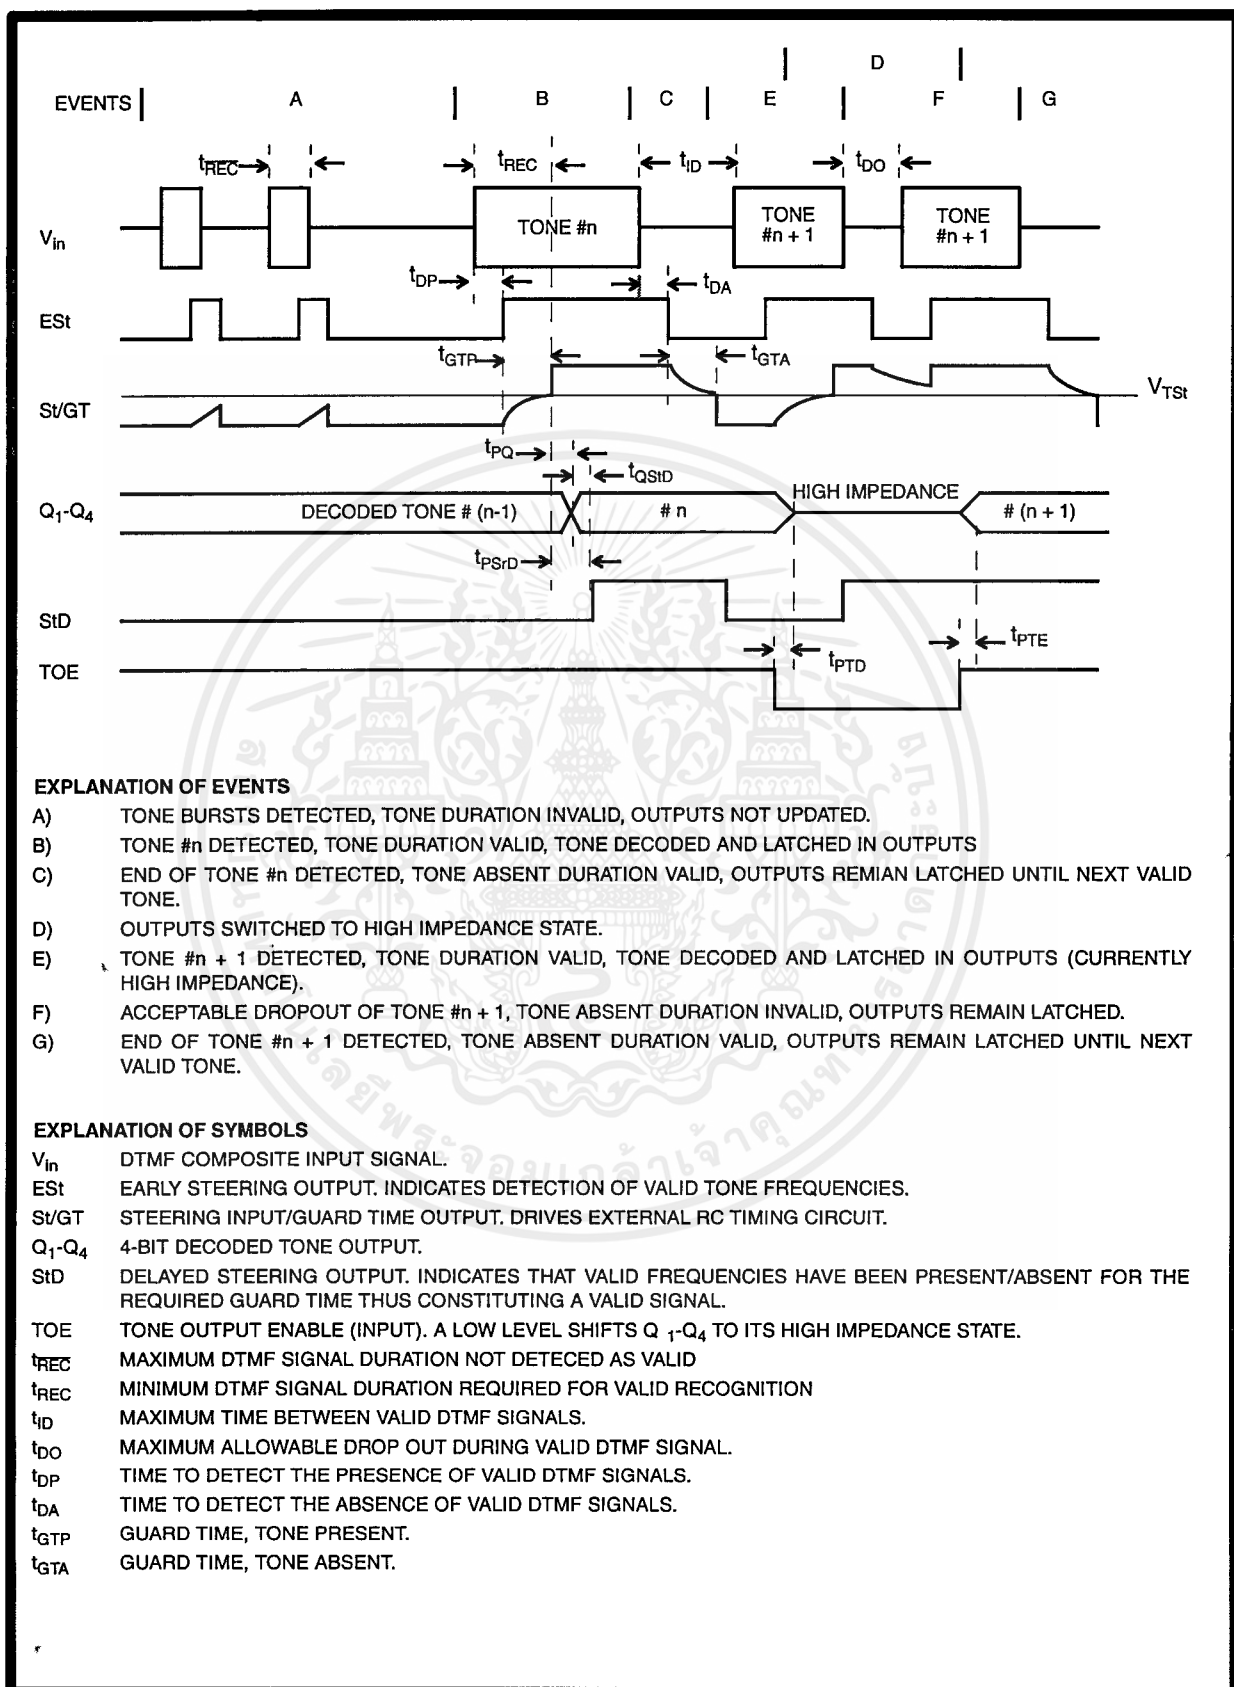 D
EVENTS A B C E F G
tREC tREC tID tDO
Vin TONE #n TONE #n + 1 TONE #n + 1
tDP tDA
ESt
tGTP tGTA
VTSt
St/GT
tPQ
tQStD
HIGH IMPEDANCE
Q1-Q4 DECODED TONE # (n-1) # n # (n + 1)
tPSrD
StD
tPTE
tPTD
TOE
EXPLANATION OF EVENTS
A) TONE BURSTS DETECTED, TONE DURATION INVALID, OUTPUTS NOT UPDATED.
B) TONE #n DETECTED, TONE DURATION VALID, TONE DECODED AND LATCHED IN OUTPUTS
C) END OF TONE #n DETECTED, TONE ABSENT DURATION VALID, OUTPUTS REMIAN LATCHED UNTIL NEXT VALID
TONE.
D) OUTPUTS SWITCHED TO HIGH IMPEDANCE STATE.
E) TONE #n + 1 DETECTED, TONE DURATION VALID, TONE DECODED AND LATCHED IN OUTPUTS (CURRENTLY
HIGH IMPEDANCE).
F) ACCEPTABLE DROPOUT OF TONE #n + 1, TONE ABSENT DURATION INVALID, OUTPUTS REMAIN LATCHED.
G) END OF TONE #n + 1 DETECTED, TONE ABSENT DURATION VALID, OUTPUTS REMAIN LATCHED UNTIL NEXT
VALID TONE.
EXPLANATION OF SYMBOLS
Vin DTMF COMPOSITE INPUT SIGNAL.
ESt EARLY STEERING OUTPUT. INDICATES DETECTION OF VALID TONE FREQUENCIES.
St/GT STEERING INPUT/GUARD TIME OUTPUT. DRIVES EXTERNAL RC TIMING CIRCUIT.
Q1-Q4 4-BIT DECODED TONE OUTPUT.
StD DELAYED STEERING OUTPUT. INDICATES THAT VALID FREQUENCIES HAVE BEEN PRESENT/ABSENT FOR THE
REQUIRED GUARD TIME THUS CONSTITUTING A VALID SIGNAL.
TOE TONE OUTPUT ENABLE (INPUT). A LOW LEVEL SHIFTS Q 1-Q4 TO ITS HIGH IMPEDANCE STATE.
tREC MAXIMUM DTMF SIGNAL DURATION NOT DETECED AS VALID
tREC MINIMUM DTMF SIGNAL DURATION REQUIRED FOR VALID RECOGNITION
tID MAXIMUM TIME BETWEEN VALID DTMF SIGNALS.
tDO MAXIMUM ALLOWABLE DROP OUT DURING VALID DTMF SIGNAL.
tDP TIME TO DETECT THE PRESENCE OF VALID DTMF SIGNALS.
tDA TIME TO DETECT THE ABSENCE OF VALID DTMF SIGNALS.
tGTP GUARD TIME, TONE PRESENT.
tGTA GUARD TIME, TONE ABSENT.